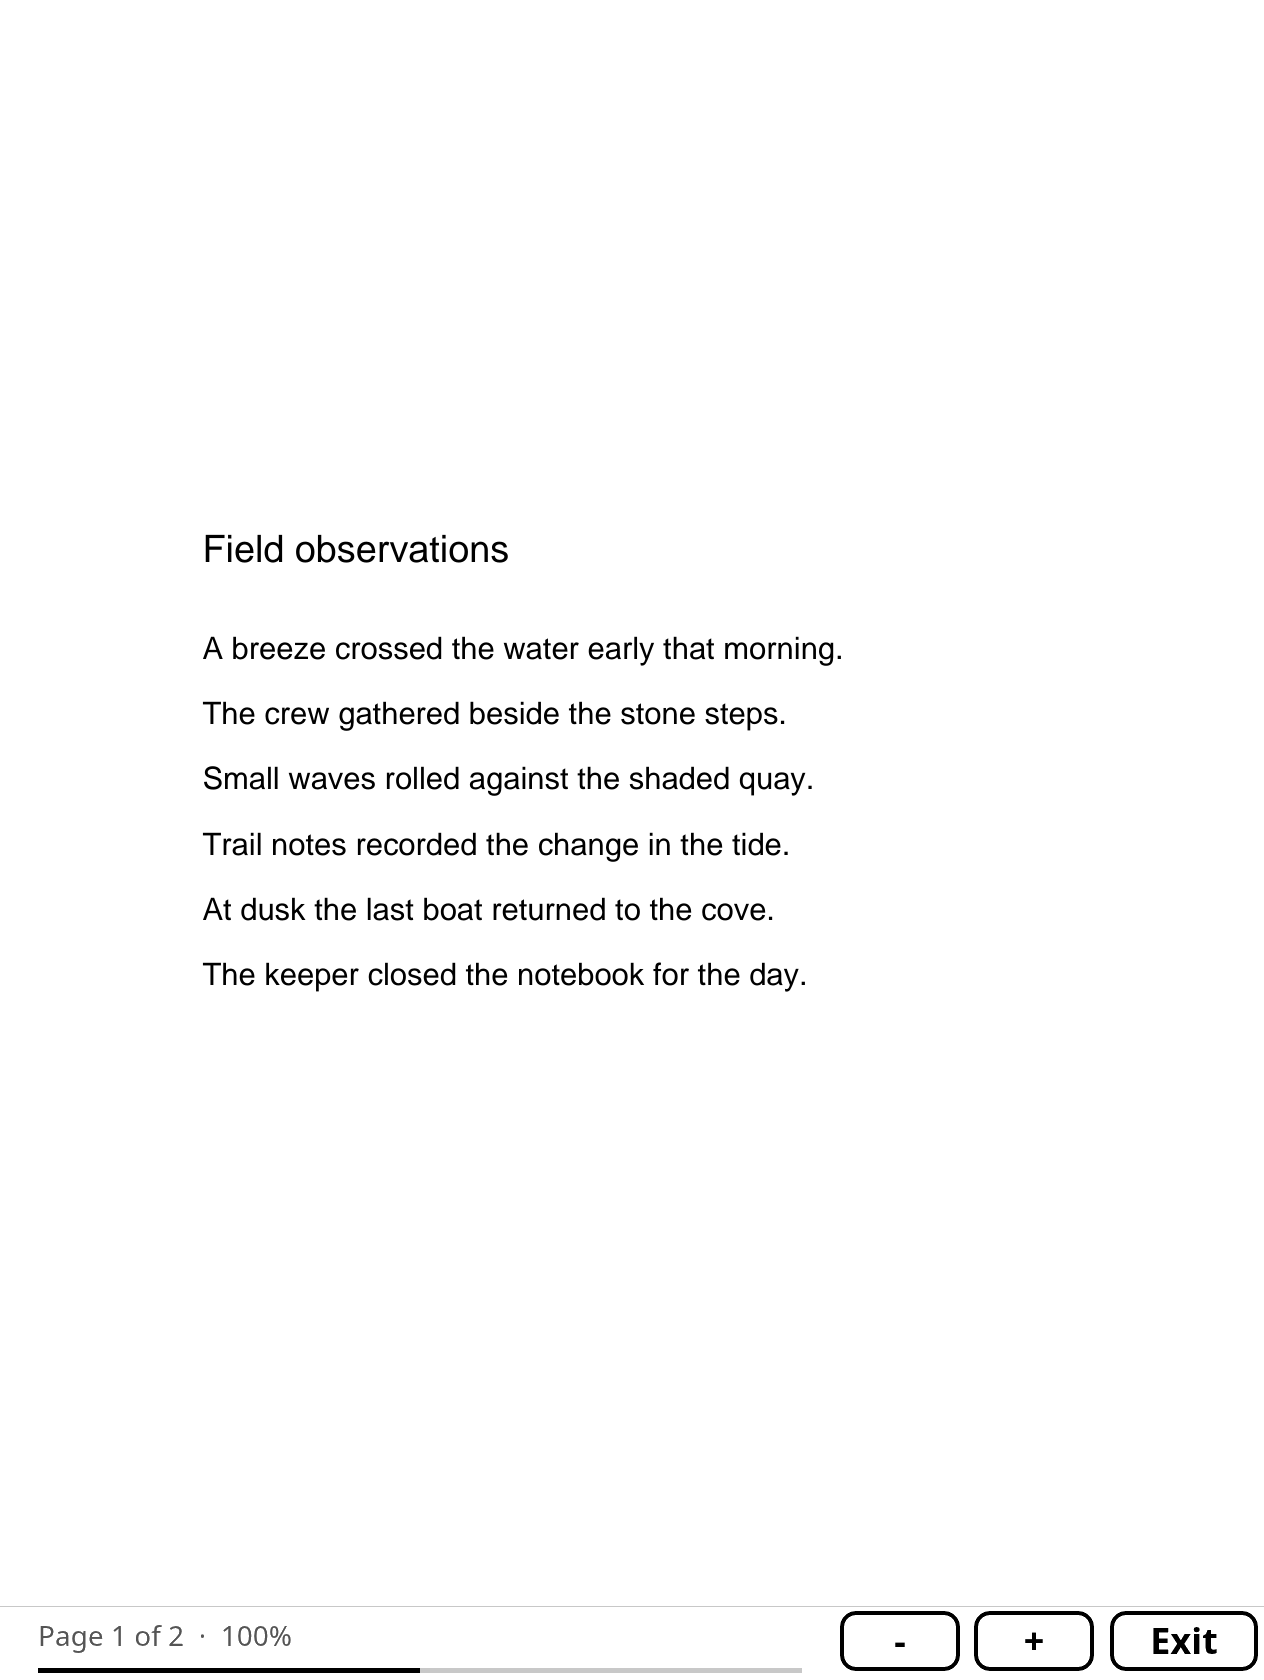 Field observations
A breeze crossed the water early that morning.
The crew gathered beside the stone steps.
Small waves rolled against the shaded quay.
Trail notes recorded the change in the tide.
At dusk the last boat returned to the cove.
The keeper closed the notebook for the day.
Page 1 of 2 · 100%
- + Exit